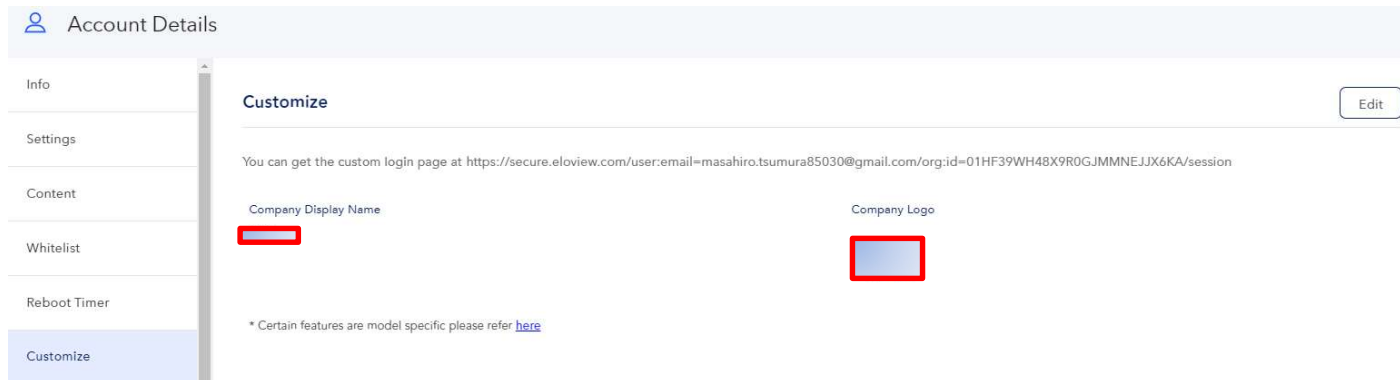 Account Details
Info
Customize
Edit
Settings
You can get the custom login page at https://secure.eloview.com/user:email=masahiro.tsumura85030@gmail.com/org:id=01HF39WH48X9R0GJMMNEJJX6KA/session
Content
Company Display Name
Company Logo
Whitelist
Reboot Timer
* Certain features are model specific please refer here
Customize